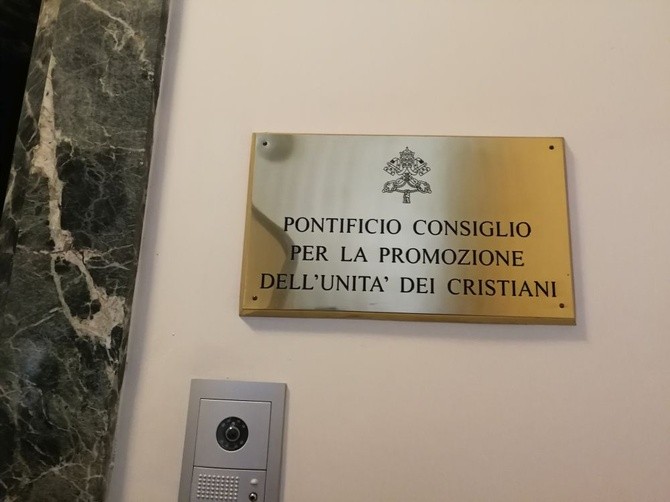 PONTIFICIO CONSIGLIO
PER LA PROMOZIONE
DELL'UNITA' DEI CRISTIANI